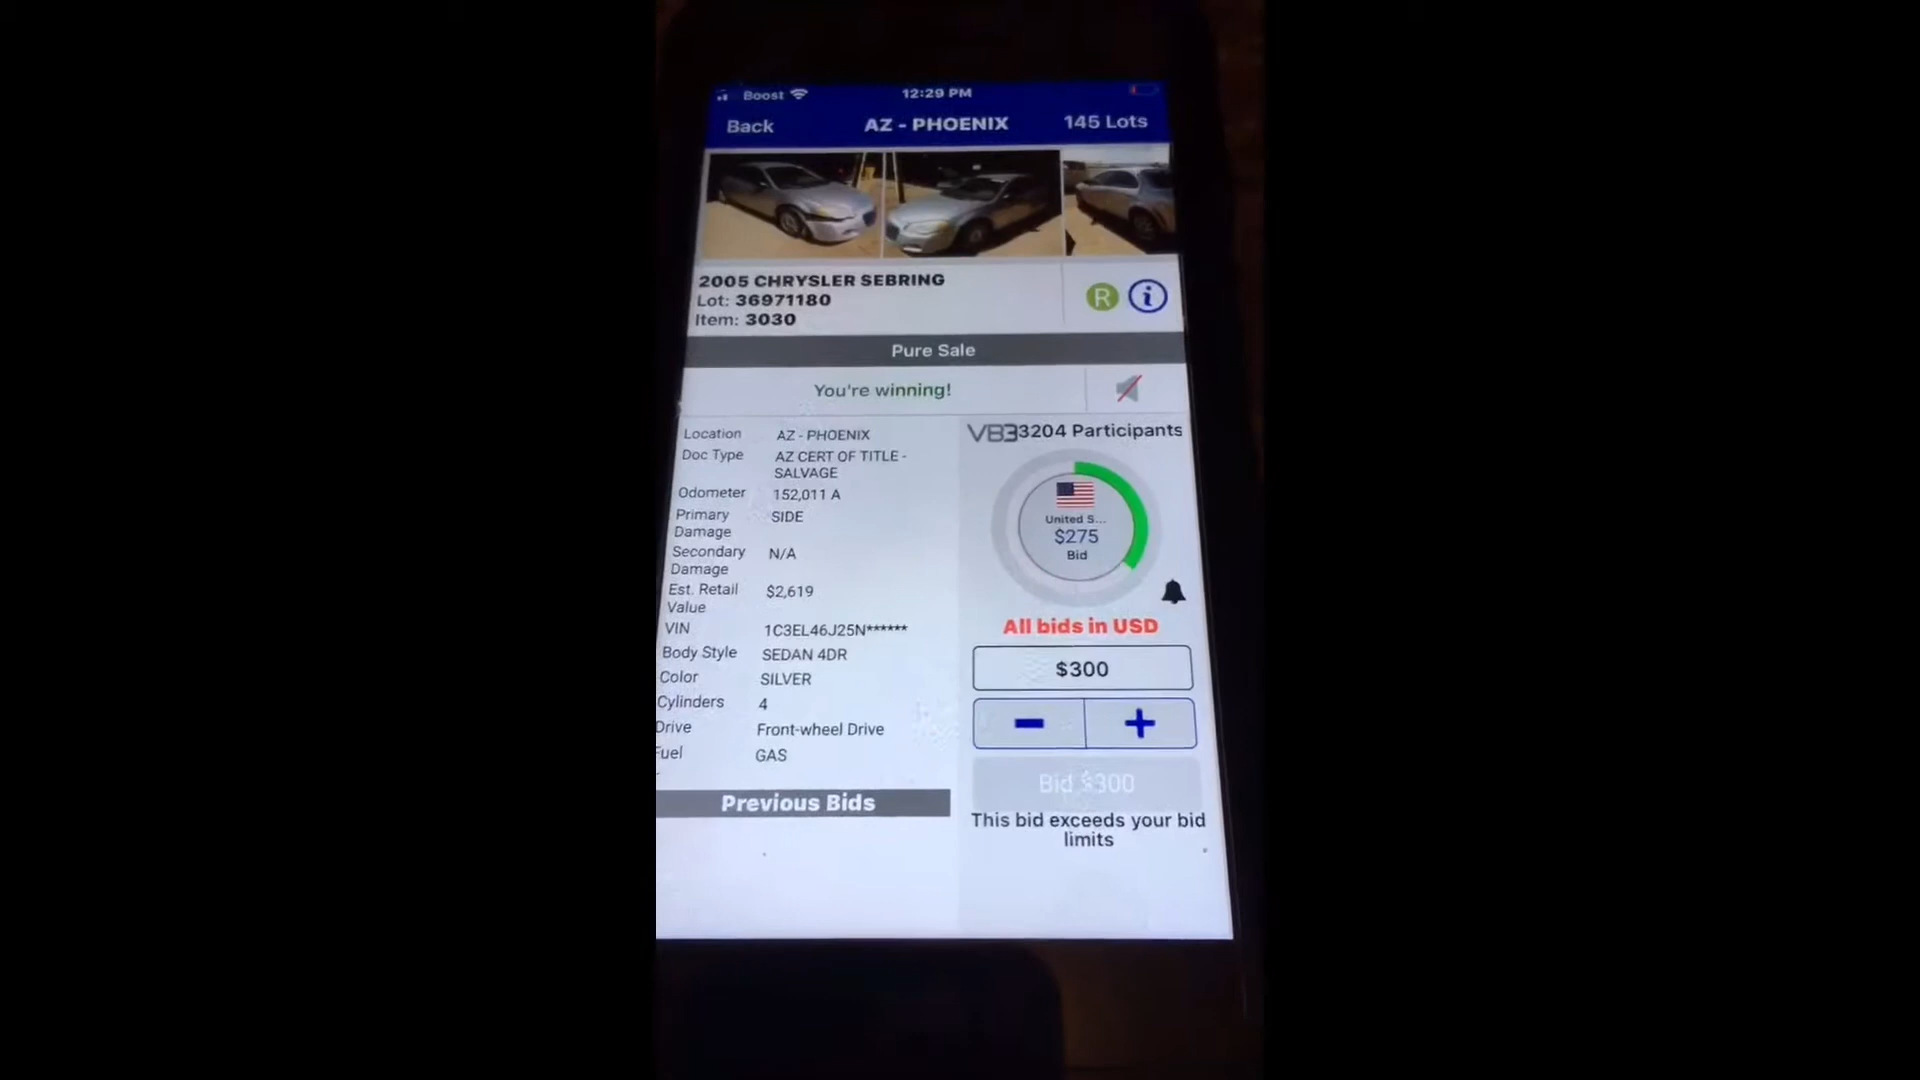 Boost
12:29 PM
Back
AZ - PHOENIX
145 Lots
2005 CHRYSLER SEBRING
Lot: 36971180
Item: 3030
R
i
Pure Sale
You're winning!
Location AZ - PHOENIX
Doc Type AZ CERT OF TITLE -
SALVAGE
Odometer 152,011 A
Primary
Damage
SIDE
Secondary
Damage
N/A
Est. Retail
Value
$2,619
VIN 1C3EL46J25N******
Body Style SEDAN 4DR
Color SILVER
Cylinders 4
Drive Front-wheel Drive
Fuel GAS
Previous Bids
VB3 3204 Participants
United S...
$275
Bid
All bids in USD
$300
- +
Bid $300
This bid exceeds your bid
limits